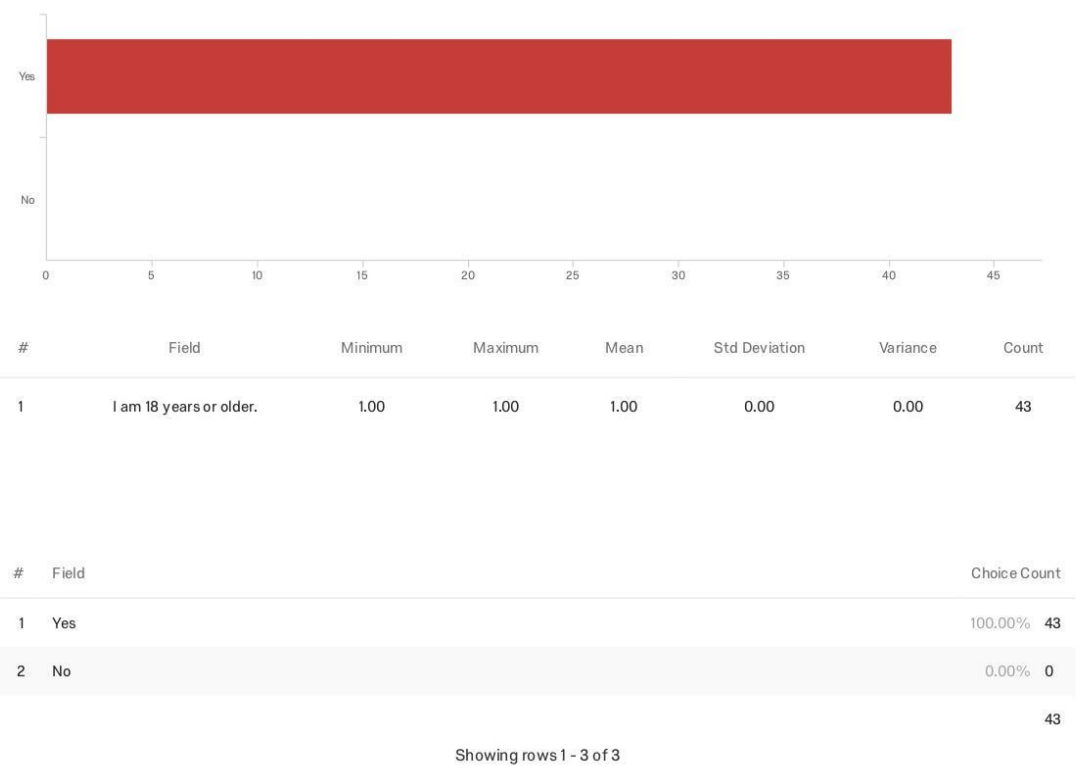 Yes
No
0 5 10 15 20 25 30 35 40 45
# Field Minimum Maximum Mean Std Deviation Variance Count
1 I am 18 years or older. 1.00 1.00 1.00 0.00 0.00 43
# Field Choice Count
1 Yes 100.00% 43
2 No 0.00% 0
43
Showing rows 1 - 3 of 3